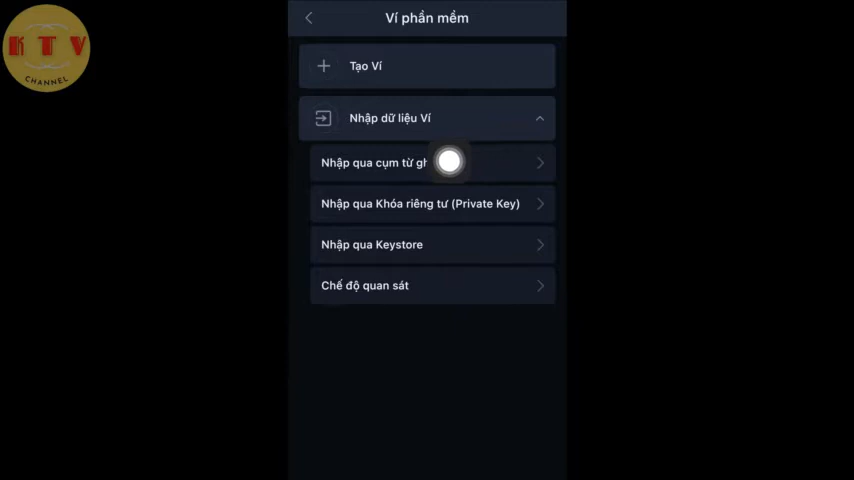 KTV
CHANNEL
Ví phần mềm
Tạo Ví
Nhập dữ liệu Ví
Nhập qua cụm từ
Nhập qua Khóa riêng tư (Private Key)
Nhập qua Keystore
Chế độ quan sát